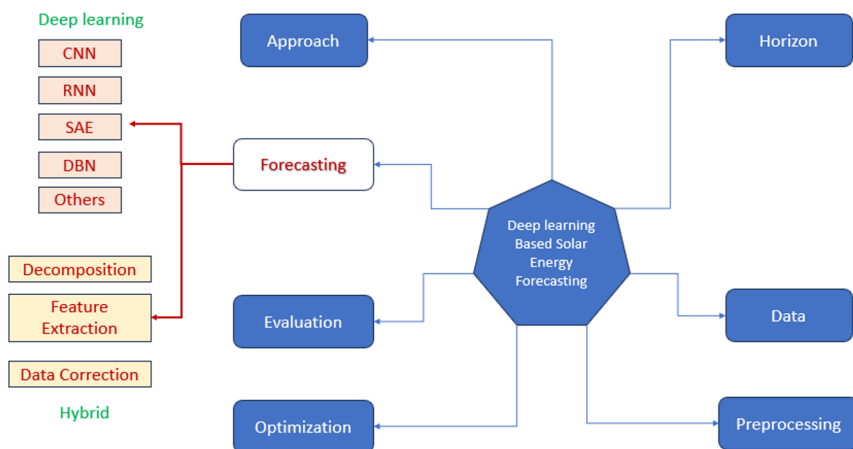 Deep learning
CNN
RNN
SAE
DBN
Others
Decomposition
Feature
Extraction
Data Correction
Hybrid
Approach
Forecasting
Evaluation
Optimization
Deep learning
Based Solar
Energy
Forecasting
Horizon
Data
Preprocessing